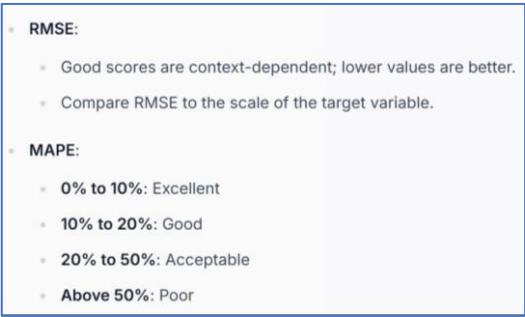 RMSE:
Good scores are context-dependent; lower values are better.
Compare RMSE to the scale of the target variable.
MAPE:
0% to 10%: Excellent
10% to 20%: Good
20% to 50%: Acceptable
Above 50%: Poor